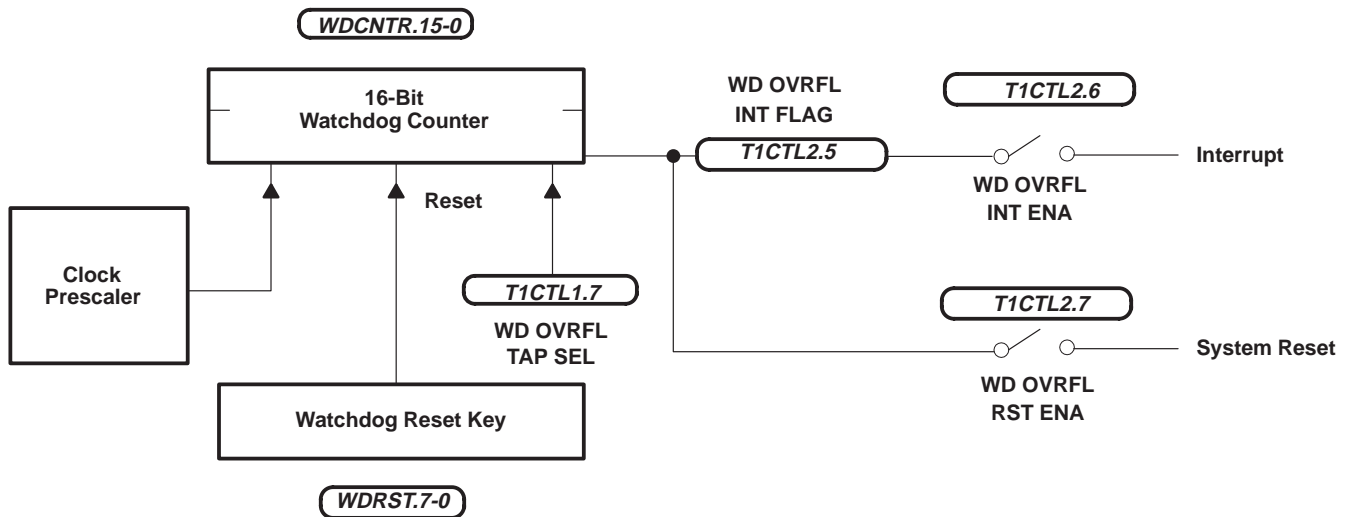 WDCNTR.15-0
16-Bit
Watchdog Counter
WD OVRFL
INT FLAG
T1CTL2.5
T1CTL2.6
Interrupt
WD OVRFL
INT ENA
Reset
Clock
Prescaler
T1CTL1.7
WD OVRFL
TAP SEL
T1CTL2.7
System Reset
WD OVRFL
RST ENA
Watchdog Reset Key
WDRST.7-0